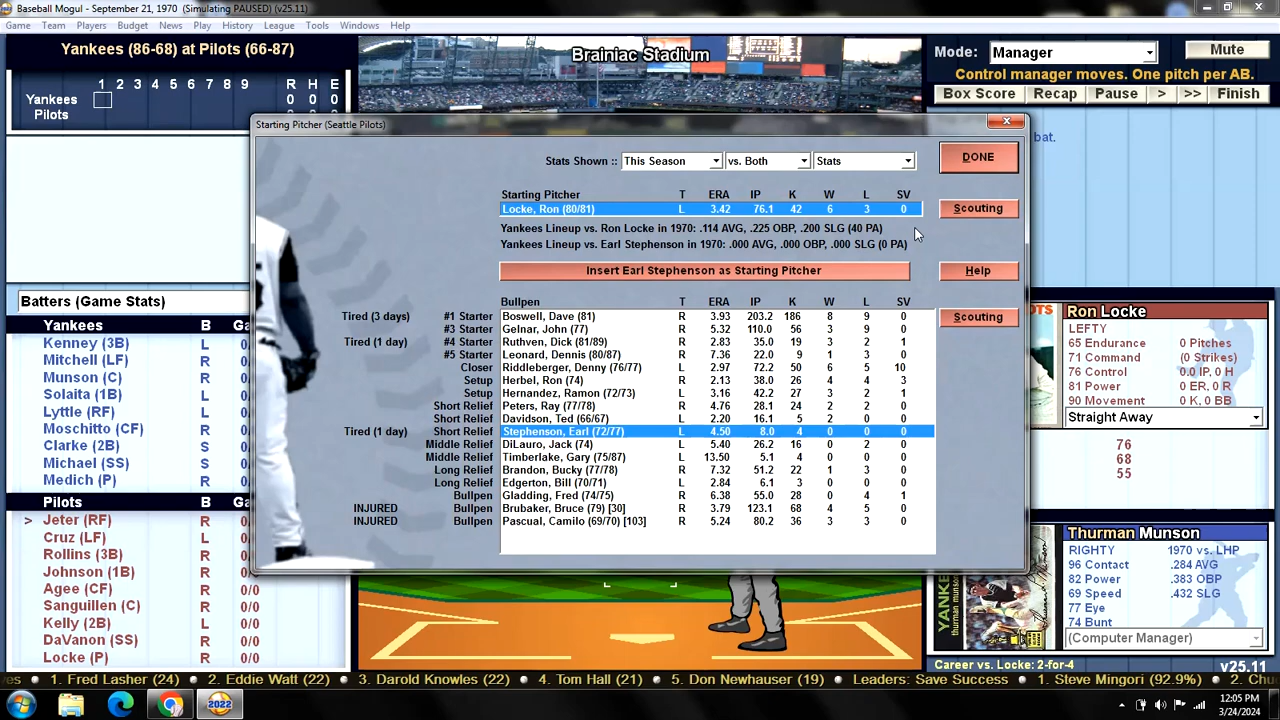 Baseball Mogul - September 21, 1970 (Simulating PAUSED) (v25.11)
Game Team Players Budget News Play History League Tools Windows Help
Yankees (86-68) at Pilots (66-87)
1 2 3 4 5 6 7 8 9 R H E
Yankees 0 0 0
Pilots 0 0 0
Brainiac Stadium
Mode: Manager Mute
Control manager moves. One pitch per AB.
Box Score Recap Pause > >> Finish
bat.
Starting Pitcher (Seattle Pilots)
Stats Shown :: This Season vs. Both Stats DONE
Starting Pitcher T ERA IP K W L SV
Locke, Ron (80/81) L 3.42 76.1 42 6 3 0 Scouting
Yankees Lineup vs. Ron Locke in 1970: .114 AVG, .225 OBP, .200 SLG (40 PA)
Yankees Lineup vs. Earl Stephenson in 1970: .000 AVG, .000 OBP, .000 SLG (0 PA)
Insert Earl Stephenson as Starting Pitcher Help
Bullpen T ERA IP K W L SV
Tired (3 days) #1 Starter Boswell, Dave (81) R 3.93 203.2 186 8 9 0 Scouting
#3 Starter Gelnar, John (77) R 5.32 110.0 56 3 9 0
Tired (1 day) #4 Starter Ruthven, Dick (81/89) R 2.83 35.0 19 3 2 1
#5 Starter Leonard, Dennis (80/87) R 7.36 22.0 9 1 3 0
Closer Riddleberger, Denny (76/77) L 2.97 72.2 50 6 5 10
Setup Herbel, Ron (74) R 2.13 38.0 26 4 4 3
Setup Hernandez, Ramon (72/73) L 3.16 42.2 27 3 2 1
Short Relief Peters, Ray (77/78) R 4.76 28.1 24 2 2 0
Short Relief Davidson, Ted (66/67) L 2.20 16.1 5 2 0 0
Tired (1 day) Short Relief Stephenson, Earl (72/77) L 4.50 8.0 4 0 0 0
Middle Relief DiLauro, Jack (74) L 5.40 26.2 16 0 2 0
Middle Relief Timberlake, Gary (75/87) L 13.50 5.1 4 0 0 0
Long Relief Brandon, Bucky (77/78) R 7.32 51.2 22 1 3 0
Long Relief Edgerton, Bill (70/71) L 2.84 6.1 3 0 0 0
Bullpen Gladding, Fred (74/75) R 6.38 55.0 28 0 4 1
INJURED Bullpen Brubaker, Bruce (79) [30] R 3.79 123.1 68 4 5 0
INJURED Bullpen Pascual, Camilo (69/70) [103] R 5.24 80.2 36 3 3 0
Batters (Game Stats)
Yankees B
Kenney (3B) L
Mitchell (LF) R
Munson (C) R
Solaita (1B) L
Lyttle (RF) L
Moschitto (CF) R
Clarke (2B) S
Michael (SS) S
Medich (P) R
Pilots B
> Jeter (RF) R
Cruz (LF) L
Rollins (3B) R
Johnson (1B) R 0/0
Agee (CF) R 0/0
Sanguillen (C) R 0/0
Kelly (2B) R 0/0
DaVanon (SS) R 0/0
Locke (P) R 0/0
Ron Locke
LEFTY
65 Endurance 0 Pitches
71 Command (0 Strikes)
76 Control 0.0 IP, 0 H
81 Power 0 ER, 0 R
90 Movement 0 K, 0 BB
Straight Away
76
68
55
Thurman Munson
RIGHTY 1970 vs. LHP
96 Contact .284 AVG
82 Power .383 OBP
69 Speed .432 SLG
77 Eye
74 Bunt
(Computer Manager)
Career vs. Locke: 2-for-4 v25.11
1. Fred Lasher (24) 2. Eddie Watt (22) 3. Darold Knowles (22) 4. Tom Hall (21) 5. Don Newhauser (19) Leaders: Save Success 1. Steve Mingori (92.9%) 2. Chu
2022
12:05 PM
3/24/2024